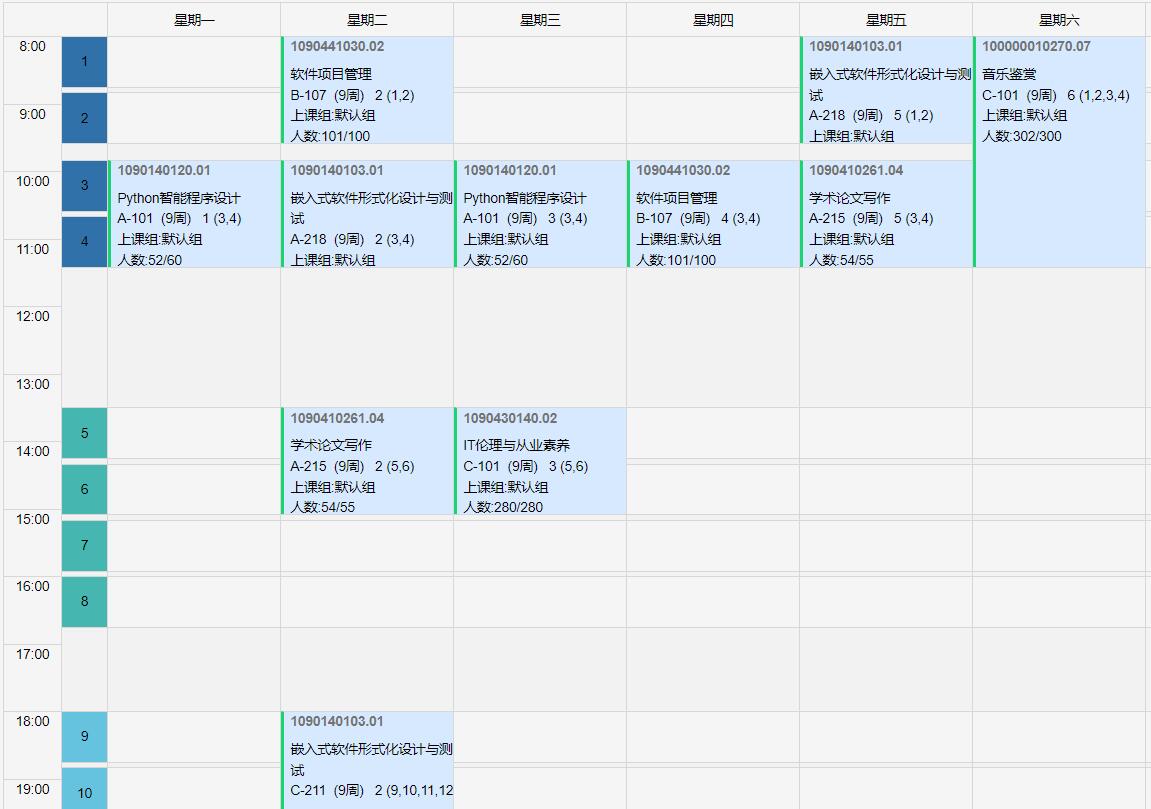 星期一
星期二
星期三
星期四
星期五
星期六
8:00
9:00
10:00
11:00
12:00
13:00
14:00
15:00
16:00
17:00
18:00
19:00
1
2
3
4
5
6
7
8
9
10
1090140120.01
Python智能程序设计
A-101 (9周) 1 (3,4)
上课组:默认组
人数:52/60
1090441030.02
软件项目管理
B-107 (9周) 2 (1,2)
上课组:默认组
人数:101/100
1090140103.01
嵌入式软件形式化设计与测
试
A-218 (9周) 2 (3,4)
上课组:默认组
1090410261.04
学术论文写作
A-215 (9周) 2 (5,6)
上课组:默认组
人数:54/55
1090140103.01
嵌入式软件形式化设计与测
试
C-211 (9周) 2 (9,10,11,12
1090140120.01
Python智能程序设计
A-101 (9周) 3 (3,4)
上课组:默认组
人数:52/60
1090430140.02
IT伦理与从业素养
C-101 (9周) 3 (5,6)
上课组:默认组
人数:280/280
1090441030.02
软件项目管理
B-107 (9周) 4 (3,4)
上课组:默认组
人数:101/100
1090140103.01
嵌入式软件形式化设计与测
试
A-218 (9周) 5 (1,2)
上课组:默认组
1090410261.04
学术论文写作
A-215 (9周) 5 (3,4)
上课组:默认组
人数:54/55
100000010270.07
音乐鉴赏
C-101 (9周) 6 (1,2,3,4)
上课组:默认组
人数:302/300